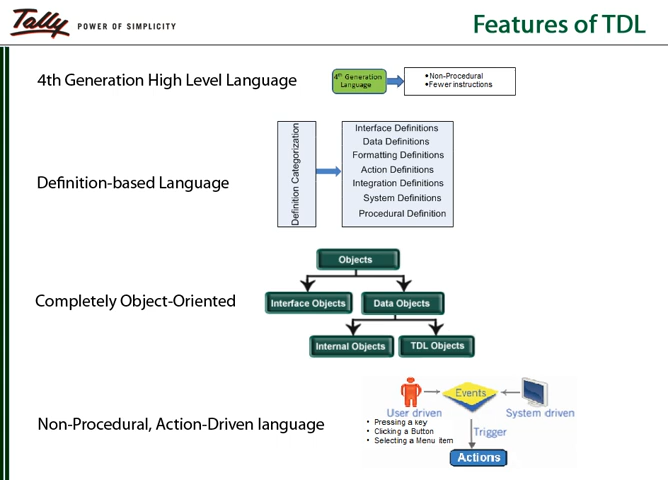 Tally POWER OF SIMPLICITY
Features of TDL
4th Generation High Level Language
4th Generation
Language
•Non-Procedural
•Fewer instructions
Definition-based Language
Definition Categorization
Interface Definitions
Data Definitions
Formatting Definitions
Action Definitions
Integration Definitions
System Definitions
Procedural Definition
Completely Object-Oriented
Objects
Interface Objects
Data Objects
Internal Objects
TDL Objects
Non-Procedural, Action-Driven language
Events
User driven
System driven
• Pressing a key
• Clicking a Button
• Selecting a Menu item
Trigger
Actions